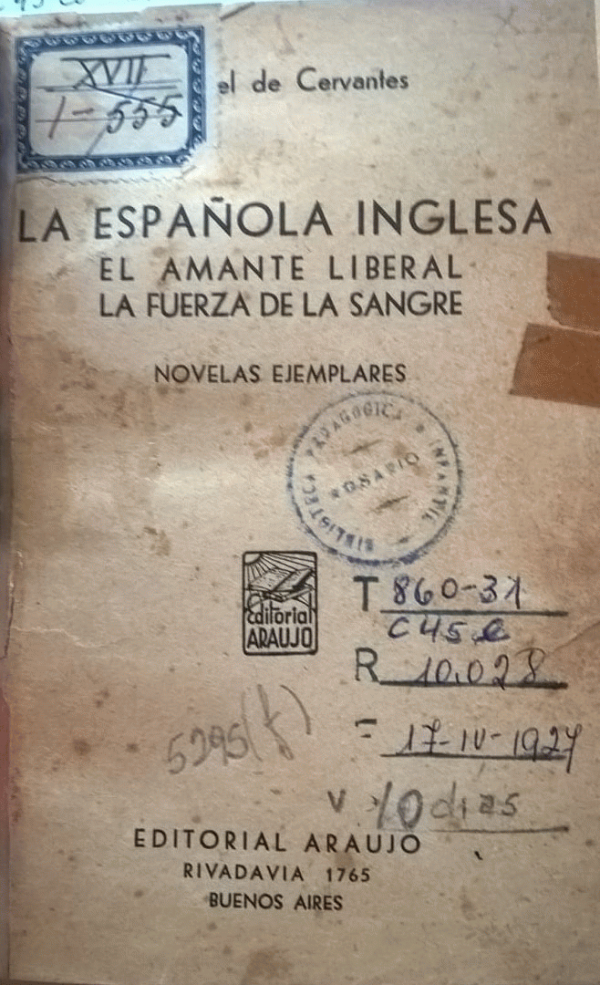 XVII
1-555
el de Cervantes
LA ESPAÑOLA INGLESA
EL AMANTE LIBERAL
LA FUERZA DE LA SANGRE
NOVELAS EJEMPLARES
BIBLIOTECA PEDAGOGICA E INFANTIL
ROSARIO
Editorial
ARAUJO
T 860-31
C45e
R 10.028
= 17-IV-1927
5295(f)
V 10 dias
EDITORIAL ARAUJO
RIVADAVIA 1765
BUENOS AIRES